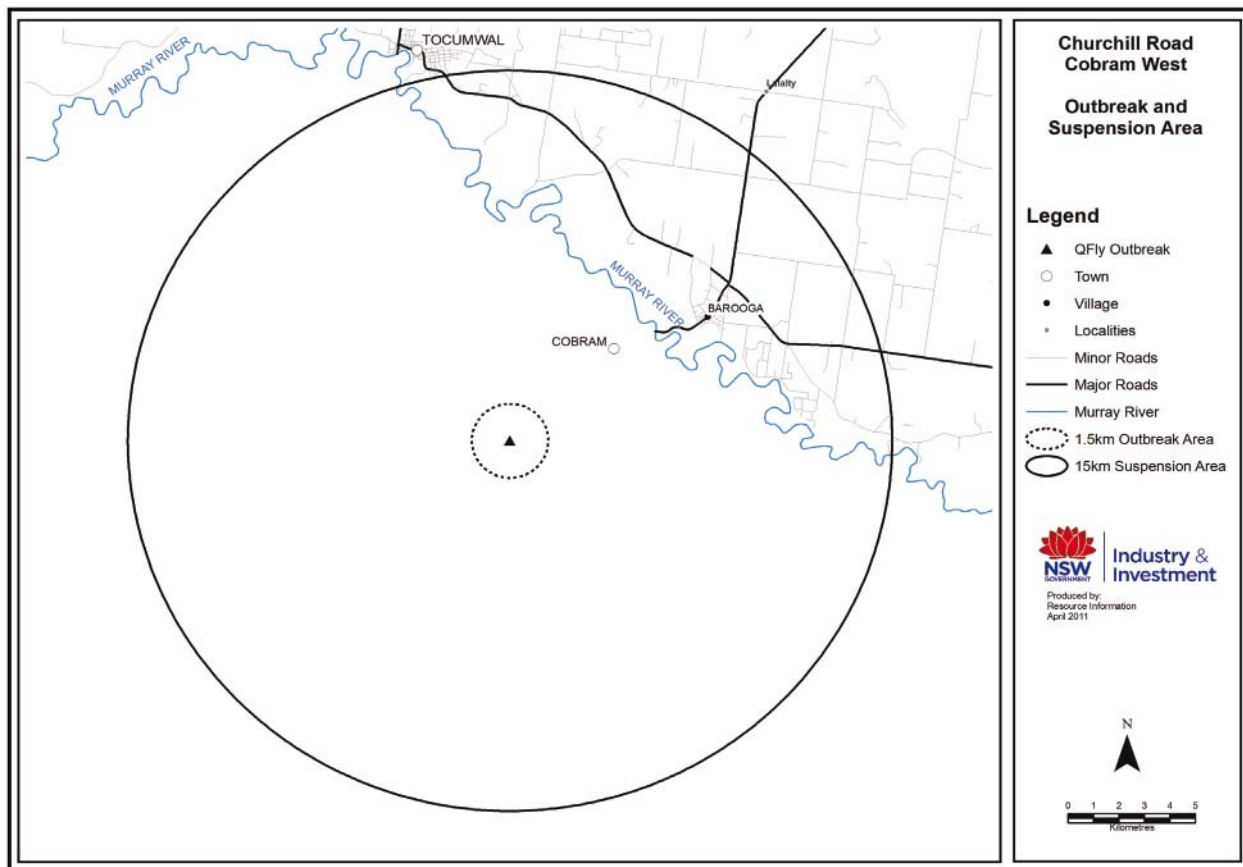 TOCUMWAL
MURRAY RIVER
Lalalty
MURRAY RIVER
BAROOGA
COBRAM
Churchill Road
Cobram West
Outbreak and
Suspension Area
Legend
QFly Outbreak
Town
Village
Localities
Minor Roads
Major Roads
Murray River
1.5km Outbreak Area
15km Suspension Area
NSW
GOVERNMENT
Industry &
Investment
Produced by:
Resource Information
April 2011
N
0 1 2 3 4 5
Kilometres